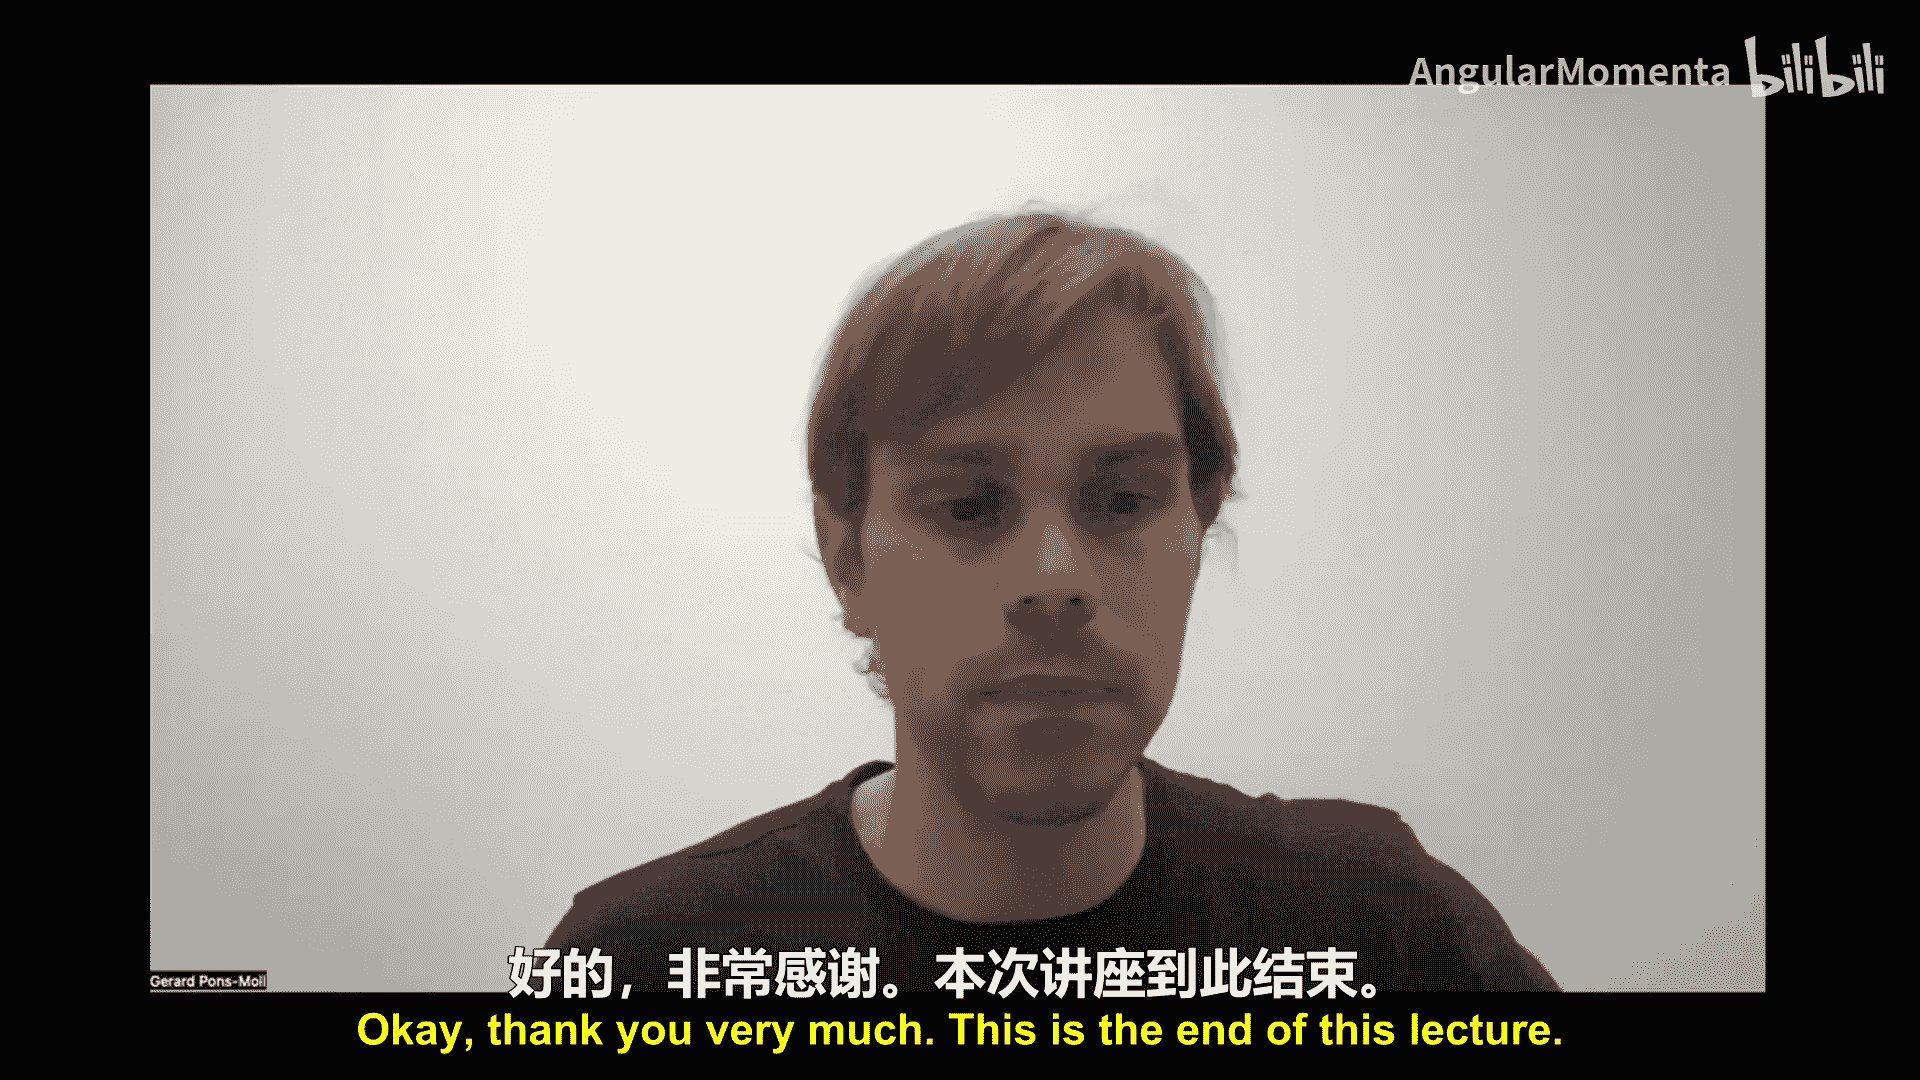 AngularMomenta bilibili
Gerard Pons-Moll
好的，非常感谢。本次讲座到此结束。
Okay, thank you very much. This is the end of this lecture.